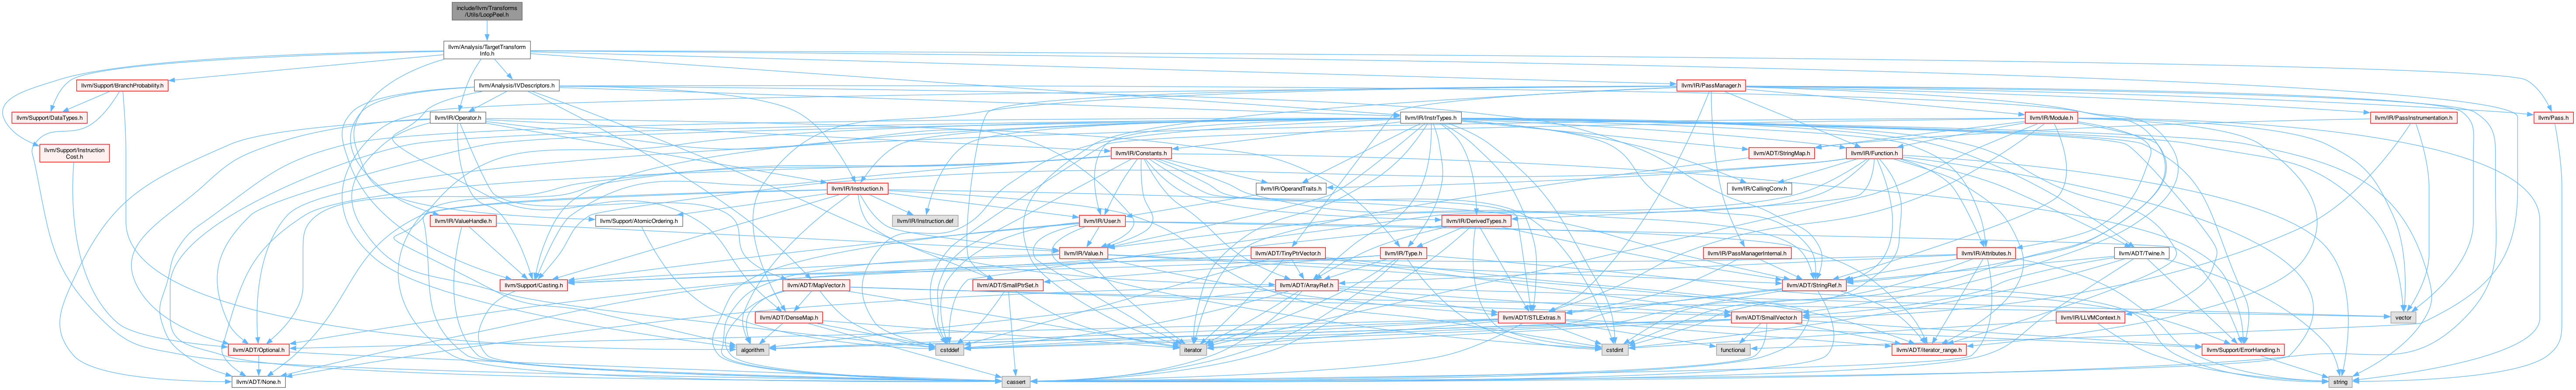 include/llvm/Transforms
/Utils/LoopPeel.h
llvm/Analysis/TargetTransform
Info.h
llvm/Support/BranchProbability.h
llvm/Analysis/IVDescriptors.h
llvm/IR/PassManager.h
llvm/Support/DataTypes.h
llvm/IR/Operator.h
llvm/IR/InstrTypes.h
llvm/IR/Module.h
llvm/IR/PassInstrumentation.h
llvm/Pass.h
llvm/Support/Instruction
Cost.h
llvm/IR/Constants.h
llvm/ADT/StringMap.h
llvm/IR/Function.h
llvm/IR/Instruction.h
llvm/IR/OperandTraits.h
llvm/IR/CallingConv.h
llvm/IR/ValueHandle.h
llvm/Support/AtomicOrdering.h
llvm/IR/Instruction.def
llvm/IR/User.h
llvm/IR/DerivedTypes.h
llvm/IR/Value.h
llvm/ADT/TinyPtrVector.h
llvm/IR/Type.h
llvm/IR/PassManagerInternal.h
llvm/IR/Attributes.h
llvm/ADT/Twine.h
llvm/Support/Casting.h
llvm/ADT/MapVector.h
llvm/ADT/SmallPtrSet.h
llvm/ADT/ArrayRef.h
llvm/ADT/StringRef.h
llvm/ADT/DenseMap.h
llvm/ADT/STLExtras.h
llvm/ADT/SmallVector.h
llvm/IR/LLVMContext.h
vector
llvm/ADT/Optional.h
algorithm
cstddef
iterator
cstdint
functional
llvm/ADT/iterator_range.h
llvm/Support/ErrorHandling.h
llvm/ADT/None.h
cassert
string